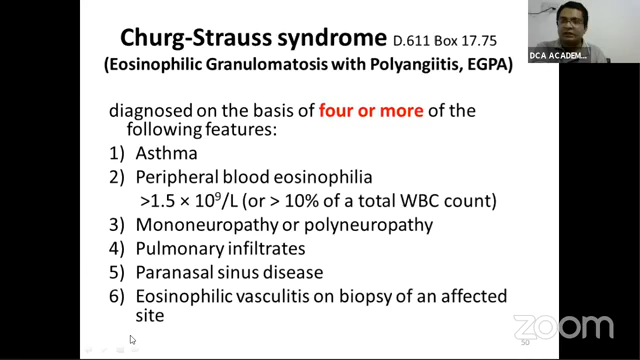 Churg-Strauss syndrome D.611 Box 17.75
(Eosinophilic Granulomatosis with Polyangiitis, EGPA)
DCA ACADEM...
diagnosed on the basis of four or more of the
following features:
1) Asthma
2) Peripheral blood eosinophilia
>1.5 × 10⁹/L (or > 10% of a total WBC count)
3) Mononeuropathy or polyneuropathy
4) Pulmonary infiltrates
5) Paranasal sinus disease
6) Eosinophilic vasculitis on biopsy of an affected
site
zoom
50